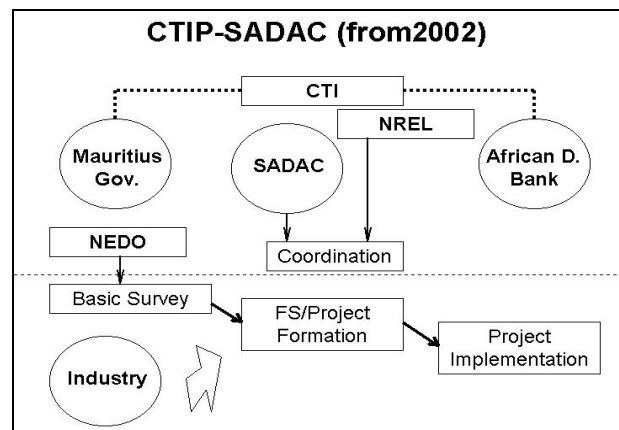 CTIP-SADAC (from2002)
CTI
NREL
Mauritius
Gov.
SADAC
African D.
Bank
NEDO
Coordination
Basic Survey
FS/Project
Formation
Project
Implementation
Industry